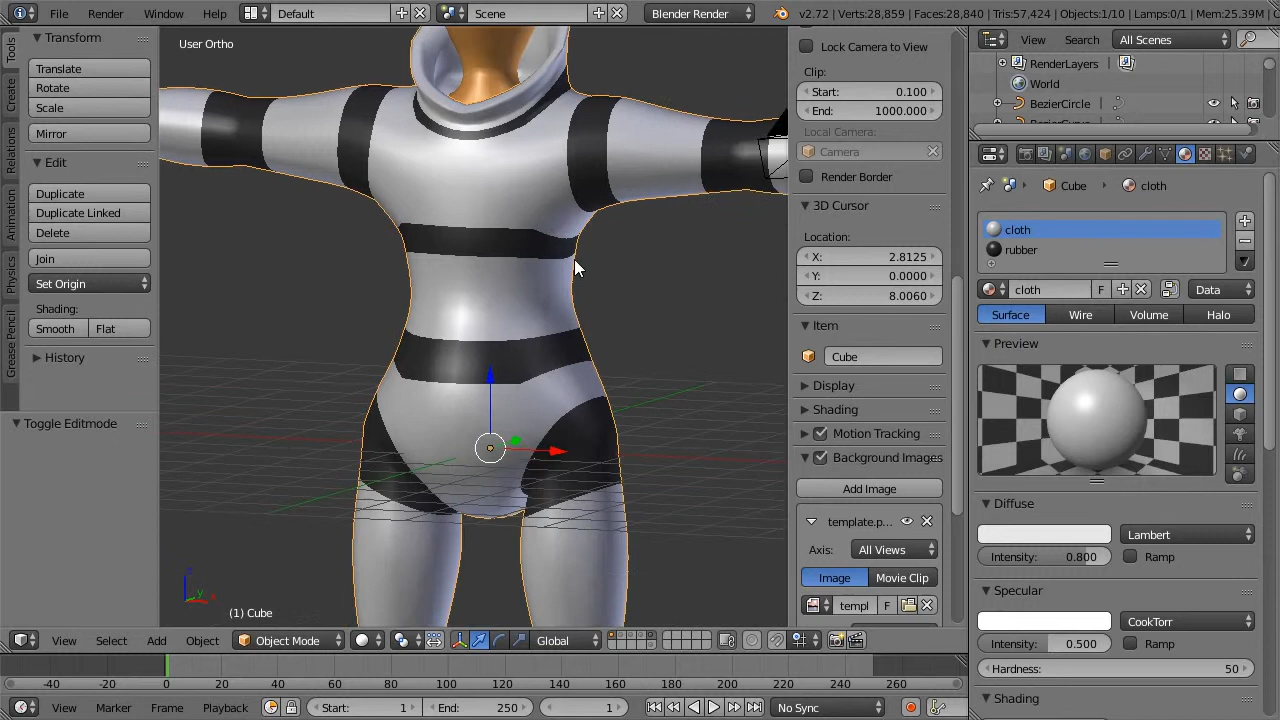 File Render Window Help Default Scene Blender Render v2.72 | Verts:28,859 | Faces:28,840 | Tris:57,424 | Objects:1/10 | Lamps:0/1 | Mem:25.39M
Tools
Create
Relations
Animation
Physics
Grease Pencil
Transform
Translate
Rotate
Scale
Mirror
Edit
Duplicate
Duplicate Linked
Delete
Join
Set Origin
Shading:
Smooth Flat
History
Toggle Editmode
User Ortho
(1) Cube
Lock Camera to View
Clip:
Start: 0.100
End: 1000.000
Local Camera:
Camera
Render Border
3D Cursor
Location:
X: 2.8125
Y: 0.0000
Z: 8.0060
Item
Cube
Display
Shading
Motion Tracking
Background Images
Add Image
template.p...
Axis: All Views
Image Movie Clip
templ F
View Search All Scenes
RenderLayers
World
BezierCircle
Cube cloth
cloth
rubber
cloth F Data
Surface Wire Volume Halo
Preview
Diffuse
Lambert
Intensity: 0.800 Ramp
Specular
CookTorr
Intensity: 0.500 Ramp
Hardness: 50
Shading
View Select Add Object Object Mode Global
-40 -20 0 20 40 60 80 100 120 140 160 180 200 220 240 260
View Marker Frame Playback Start: 1 End: 250 1 No Sync